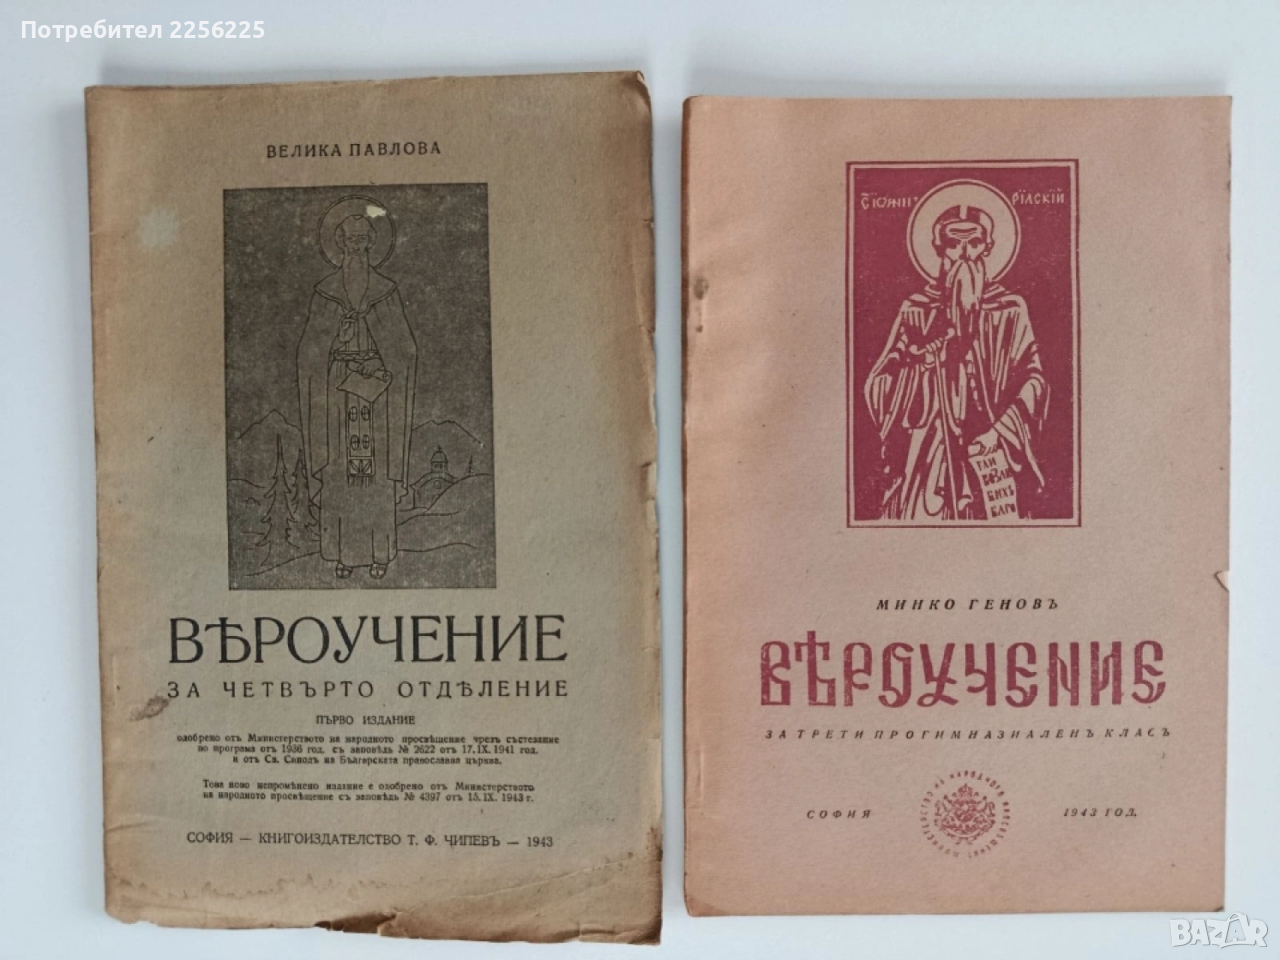 Потребител 2256225
ВЕЛИКА ПАВЛОВА
ВѢРОУЧЕНИЕ
ЗА ЧЕТВЪРТО ОТДѢЛЕНИЕ
ПЪРВО ИЗДАНИЕ
одобрено отъ Министерството на народното просвѣщение чрезъ състезание
по програма отъ 1936 год. съ заповѣдь № 2622 отъ 17.IX.1941 год.
и отъ Св. Синодъ на Българската православна църква.
Това ново непромѣнено издание е одобрено отъ Министерството
на народното просвѣщение съ заповѣдь № 4397 отъ 15.IX.1943 г.
СОФИЯ — КНИГОИЗДАТЕЛСТВО Т. Ф. ЧИПЕВЪ — 1943
РИЛСКІЙ
МИНКО ГЕНОВЪ
ВѢРОУЧЕНИЕ
ЗА ТРЕТИ ПРОГИМНАЗИАЛЕНЪ КЛАСЪ
СОФИЯ
1943 ГОД.
BAZAR